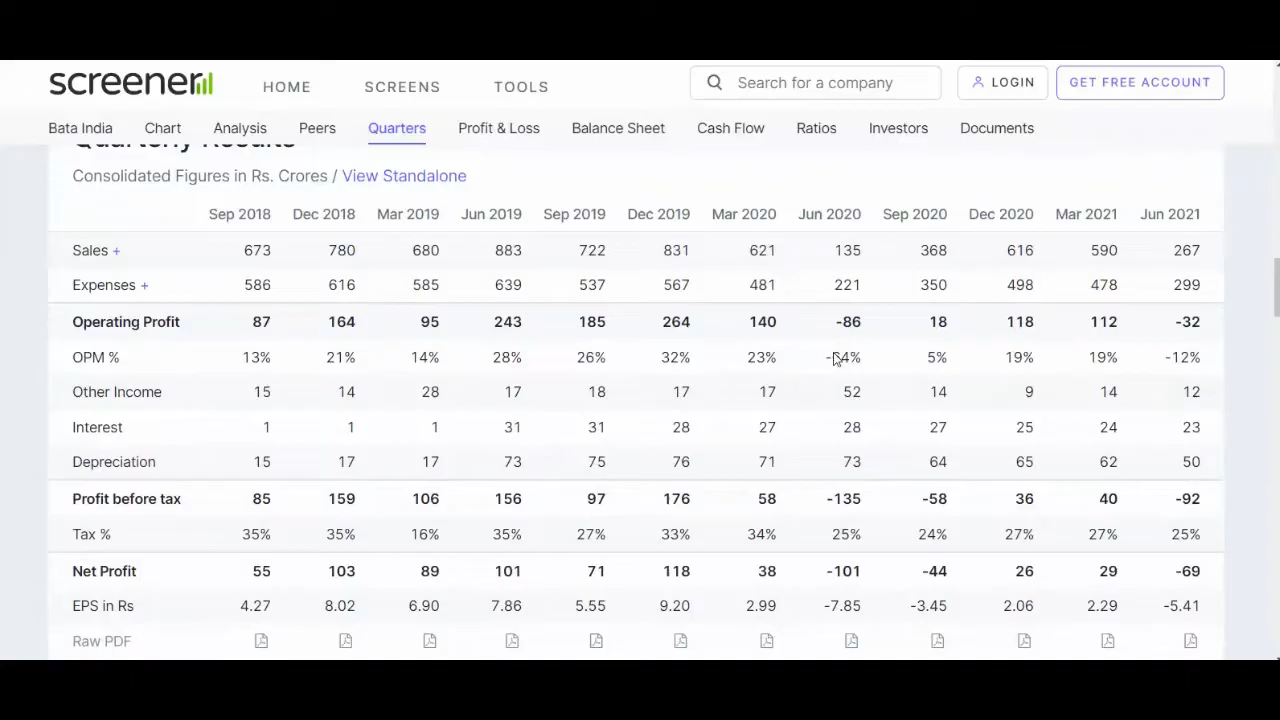 screener
HOME SCREENS TOOLS Search for a company LOGIN GET FREE ACCOUNT
Bata India Chart Analysis Peers Quarters Profit & Loss Balance Sheet Cash Flow Ratios Investors Documents
Quarterly Results
Consolidated Figures in Rs. Crores / View Standalone
Sep 2018 Dec 2018 Mar 2019 Jun 2019 Sep 2019 Dec 2019 Mar 2020 Jun 2020 Sep 2020 Dec 2020 Mar 2021 Jun 2021
Sales + 673 780 680 883 722 831 621 135 368 616 590 267
Expenses + 586 616 585 639 537 567 481 221 350 498 478 299
Operating Profit 87 164 95 243 185 264 140 -86 18 118 112 -32
OPM % 13% 21% 14% 28% 26% 32% 23% 5% 19% 19% -12%
Other Income 15 14 28 17 18 17 17 52 14 9 14 12
Interest 1 1 1 31 31 28 27 28 27 25 24 23
Depreciation 15 17 17 73 75 76 71 73 64 65 62 50
Profit before tax 85 159 106 156 97 176 58 -135 -58 36 40 -92
Tax % 35% 35% 16% 35% 27% 33% 34% 25% 24% 27% 27% 25%
Net Profit 55 103 89 101 71 118 38 -101 -44 26 29 -69
EPS in Rs 4.27 8.02 6.90 7.86 5.55 9.20 2.99 -7.85 -3.45 2.06 2.29 -5.41
Raw PDF